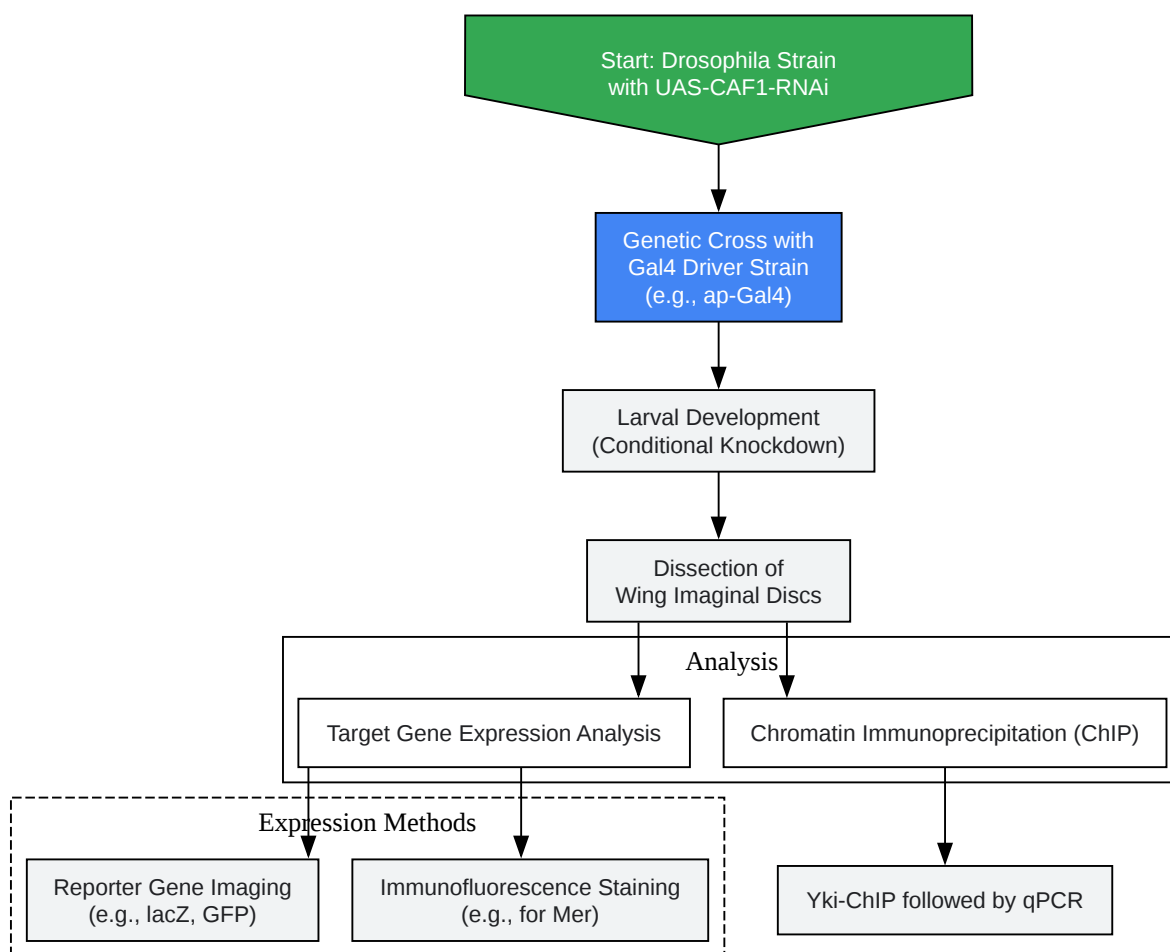 Start: Drosophila Strain
with UAS-CAF1-RNAi
Genetic Cross with
Gal4 Driver Strain
(e.g., ap-Gal4)
Larval Development
(Conditional Knockdown)
Dissection of
Wing Imaginal Discs
Analysis
Target Gene Expression Analysis
Chromatin Immunoprecipitation (ChIP)
Expression Methods
Reporter Gene Imaging
(e.g., lacZ, GFP)
Immunofluorescence Staining
(e.g., for Mer)
Yki-ChIP followed by qPCR